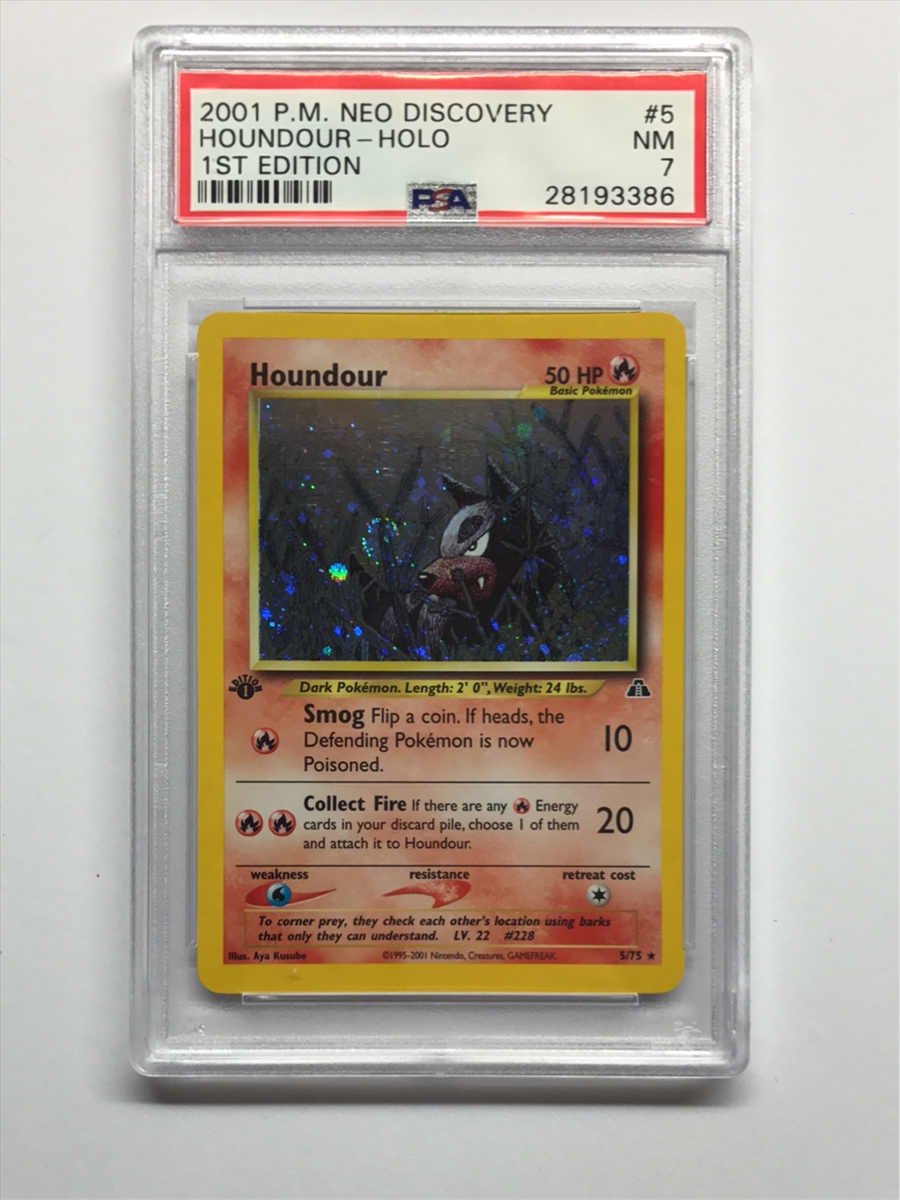 2001 P.M. NEO DISCOVERY #5
HOUNDOUR - HOLO NM
1ST EDITION 7
PSA 28193386
Houndour 50 HP
Basic Pokémon
EDITION
1
Dark Pokémon. Length: 2' 0", Weight: 24 lbs.
Smog Flip a coin. If heads, the
Defending Pokémon is now 10
Poisoned.
Collect Fire If there are any Energy
cards in your discard pile, choose 1 of them 20
and attach it to Houndour.
weakness resistance retreat cost
To corner prey, they check each other's location using barks
that only they can understand. LV. 22 #228
Illus. Aya Kusube ©1995-2001 Nintendo, Creatures, GAMEFREAK. 5/75 ★